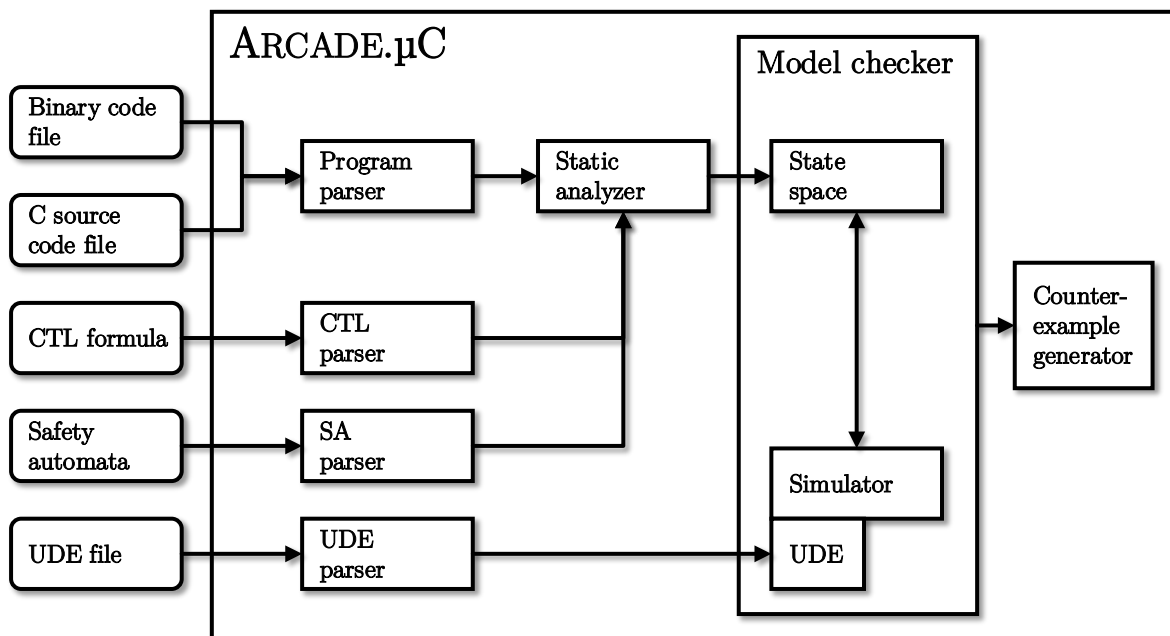 ARCADE.µC
Model checker
Binary code
file
C source
code file
CTL formula
Safety
automata
UDE file
Program
parser
CTL
parser
SA
parser
UDE
parser
Static
analyzer
State
space
Simulator
UDE
Counter-
example
generator